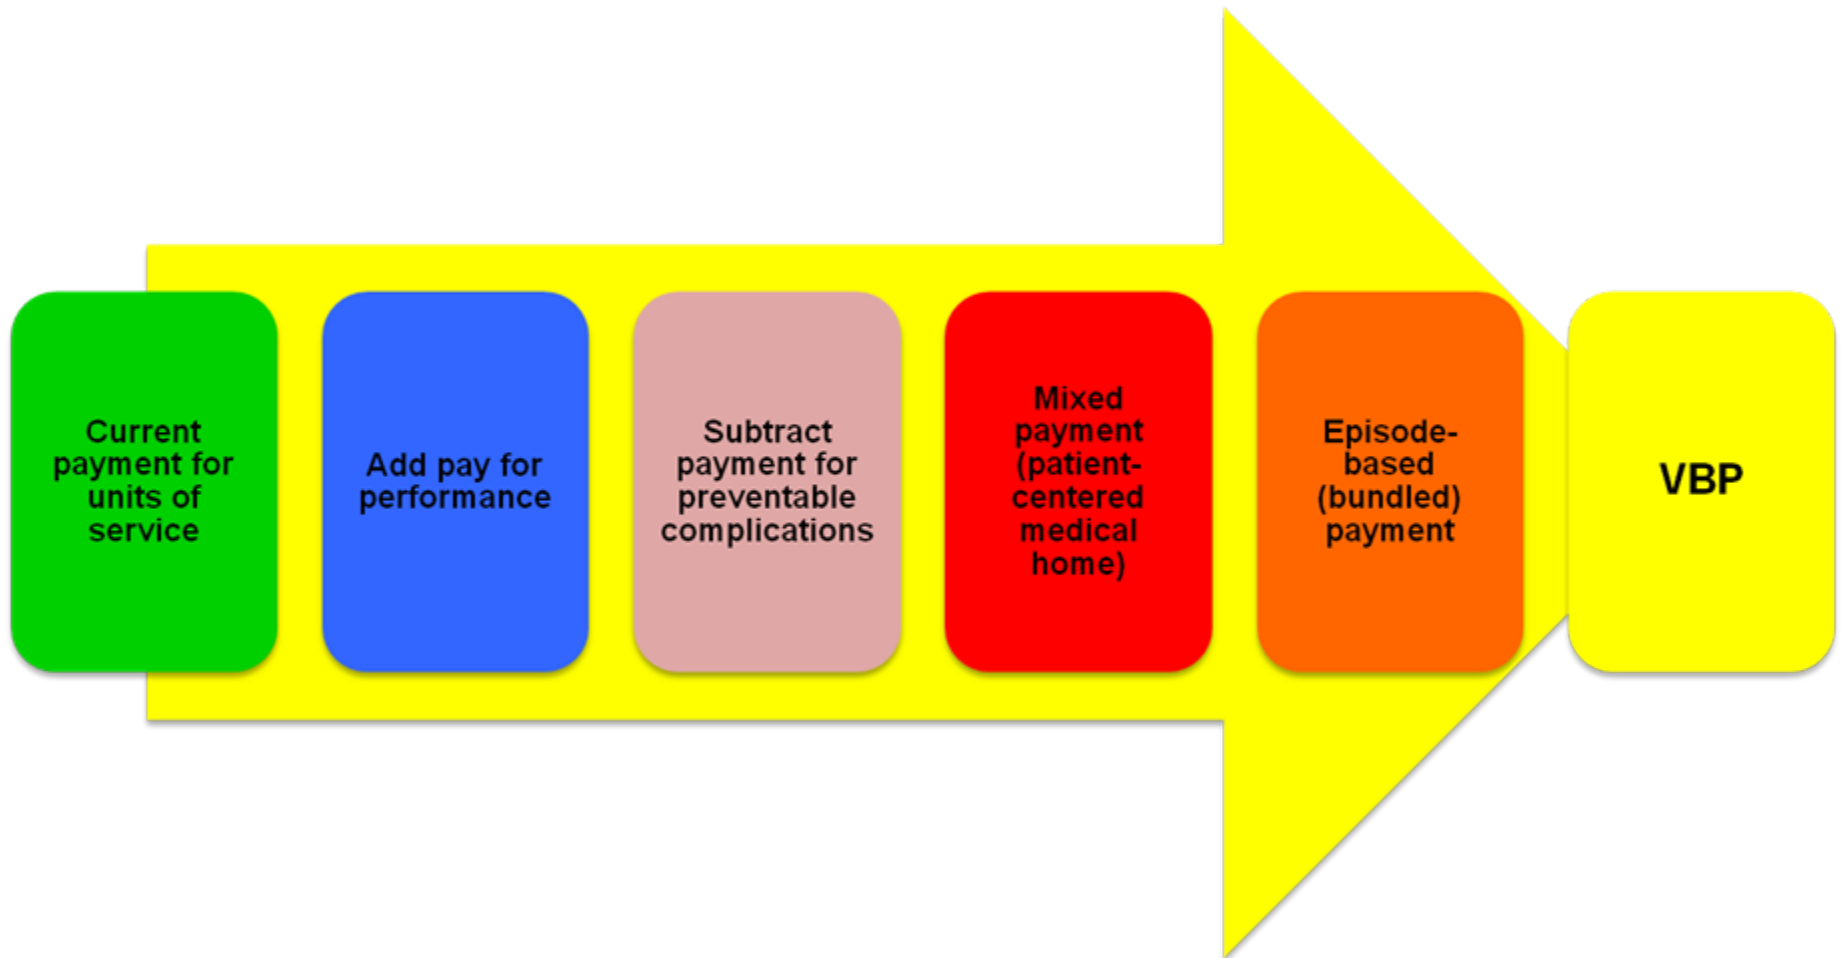 Current
payment for
units of
service
Add pay for
performance
Subtract
payment for
preventable
complications
Mixed
payment
(patient-
centered
medical
home)
Episode-
based
(bundled)
payment
VBP